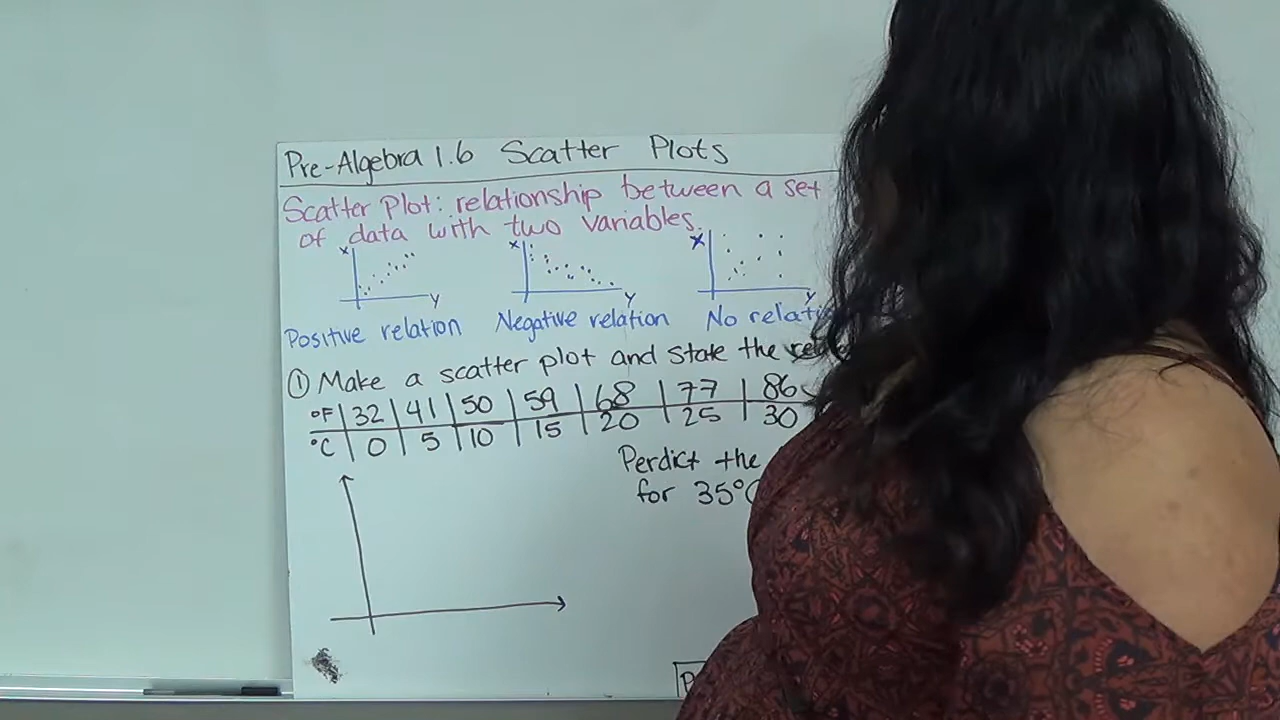 Pre-Algebra 1.6 Scatter Plots
Scatter Plot: relationship between a set
of data with two variables.
x y x y x y
Positive relation Negative relation No
① Make a scatter plot and state the
°F 32 41 50 59 68 77 86
°C 0 5 10 15 20 25 30
Perdict the
for 35°C